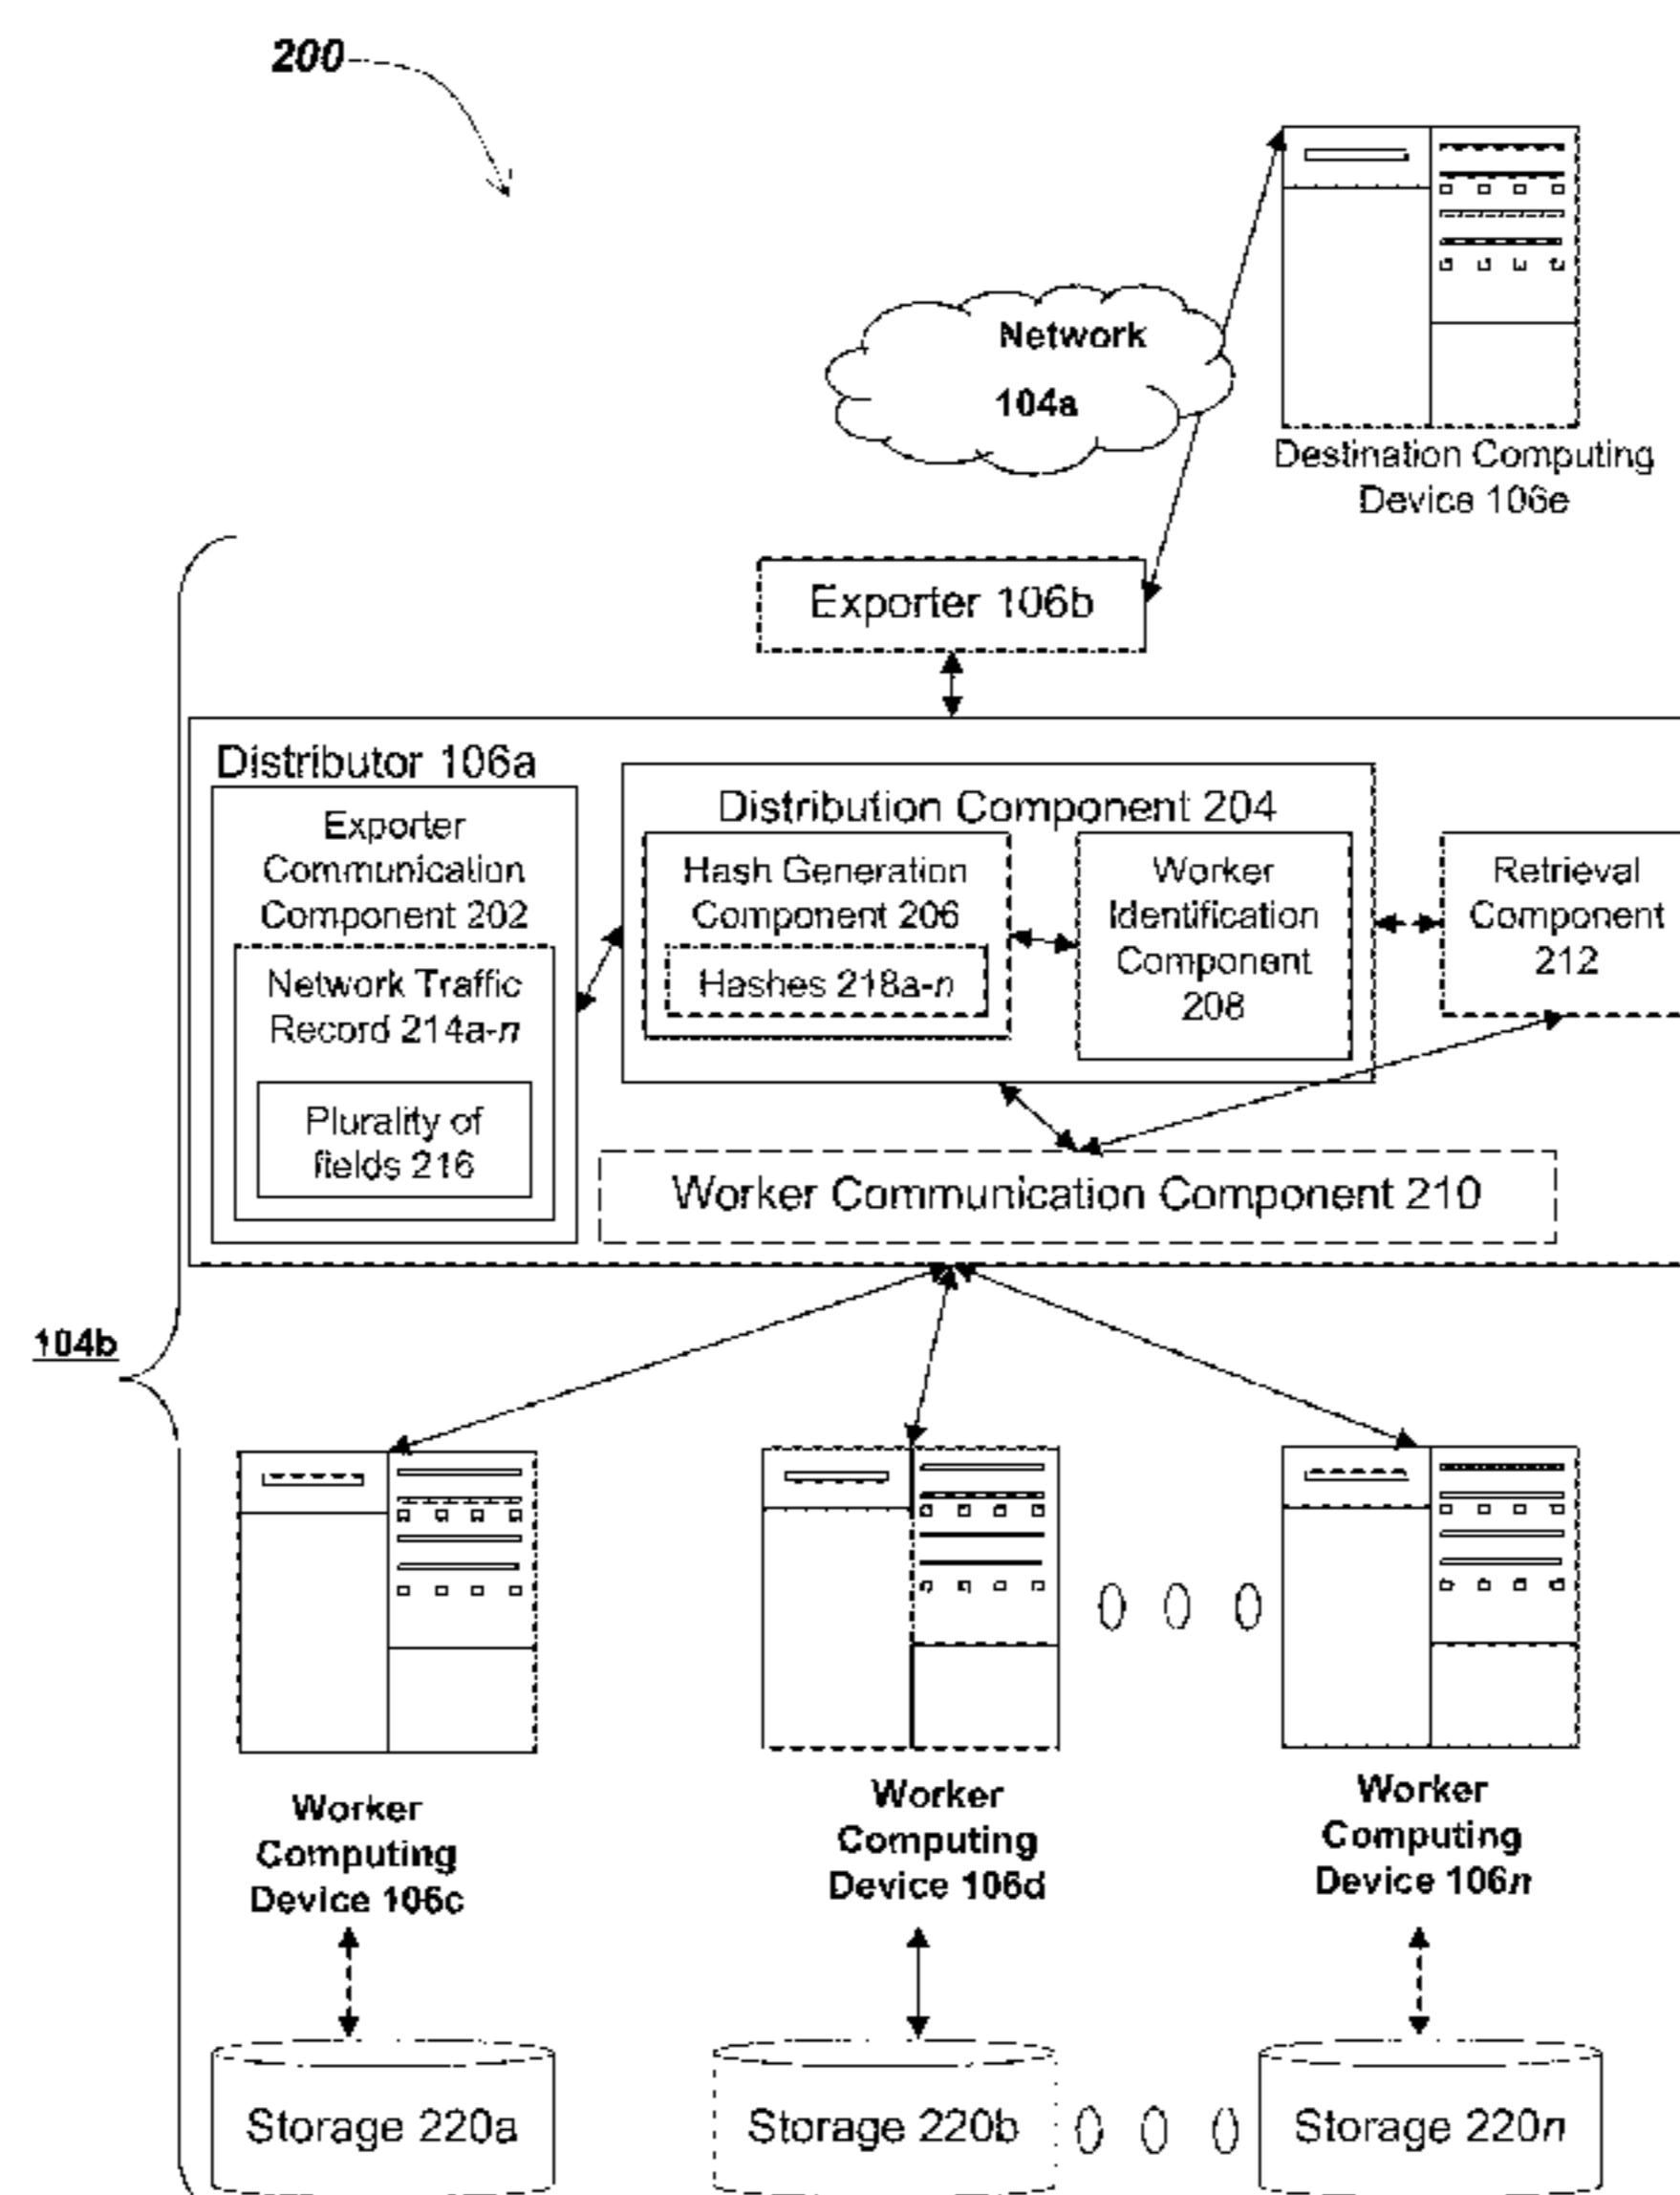 200
Network
104a
Destination Computing
Device 106e
Exporter 106b
Distributor 106a
Exporter
Communication
Component 202
Network Traffic
Record 214a-n
Plurality of
fields 216
Distribution Component 204
Hash Generation
Component 206
Hashes 218a-n
Worker
Identification
Component
208
Retrieval
Component
212
Worker Communication Component 210
104b
Worker
Computing
Device 106c
Worker
Computing
Device 106d
Worker
Computing
Device 106n
Storage 220a
Storage 220b
Storage 220n